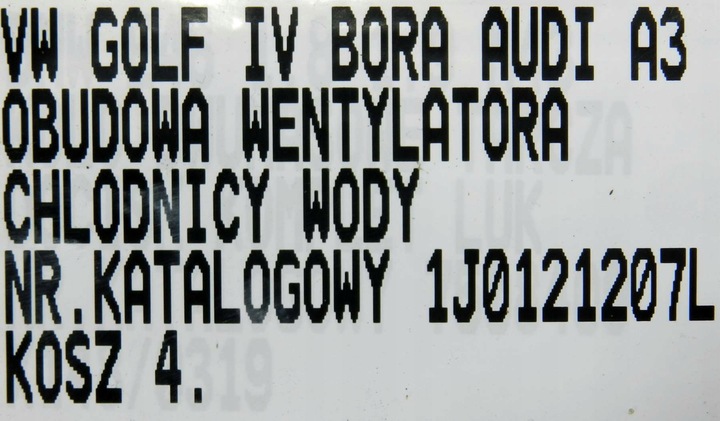 VW GOLF IV BORA AUDI A3
OBUDOWA WENTYLATORA
CHLODNICY WODY
NR.KATALOGOWY 1J0121207L
KOSZ 4.